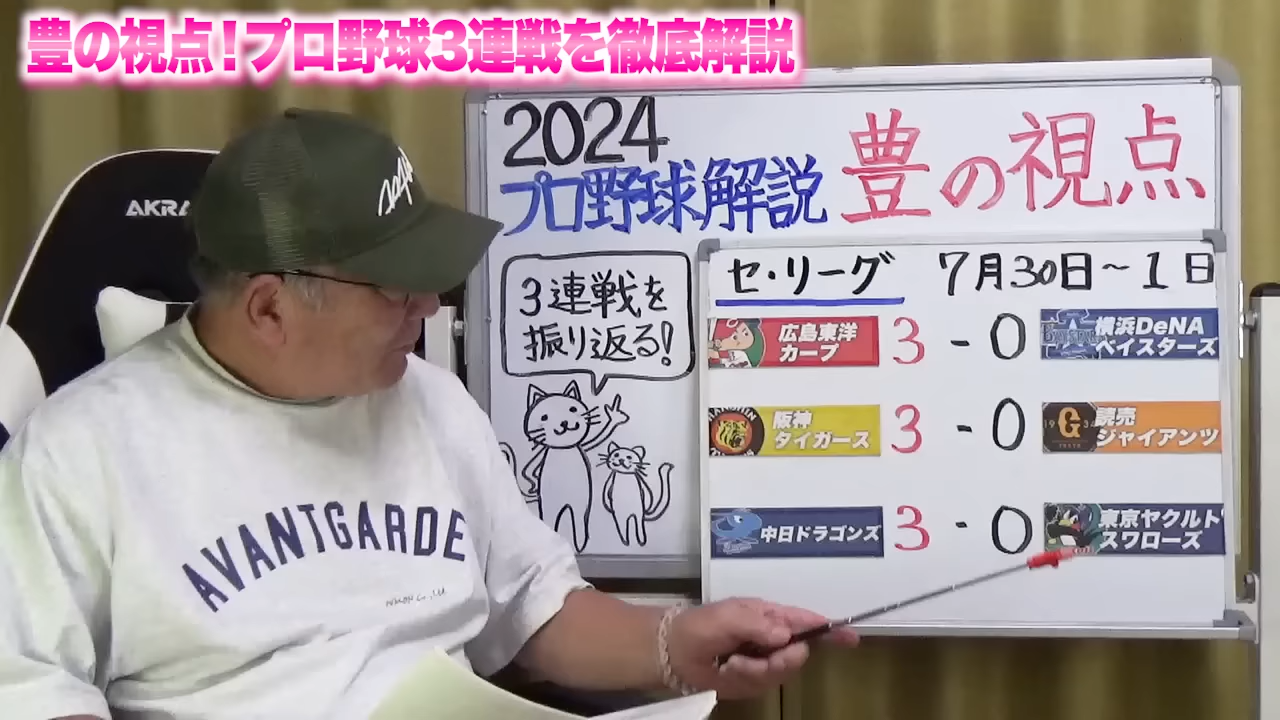 豊の視点!プロ野球3連戦を徹底解説
2024
プロ野球解説 豊の視点
3連戦を
振り返る!
セ・リーグ 7月30日~1日
広島東洋
カープ
3 - 0
横浜DeNA
ベイスターズ
阪神
タイガース
3 - 0
G
読売
ジャイアンツ
中日ドラゴンズ
3 - 0
東京ヤクルト
スワローズ
AKRA
AVANTGARDE